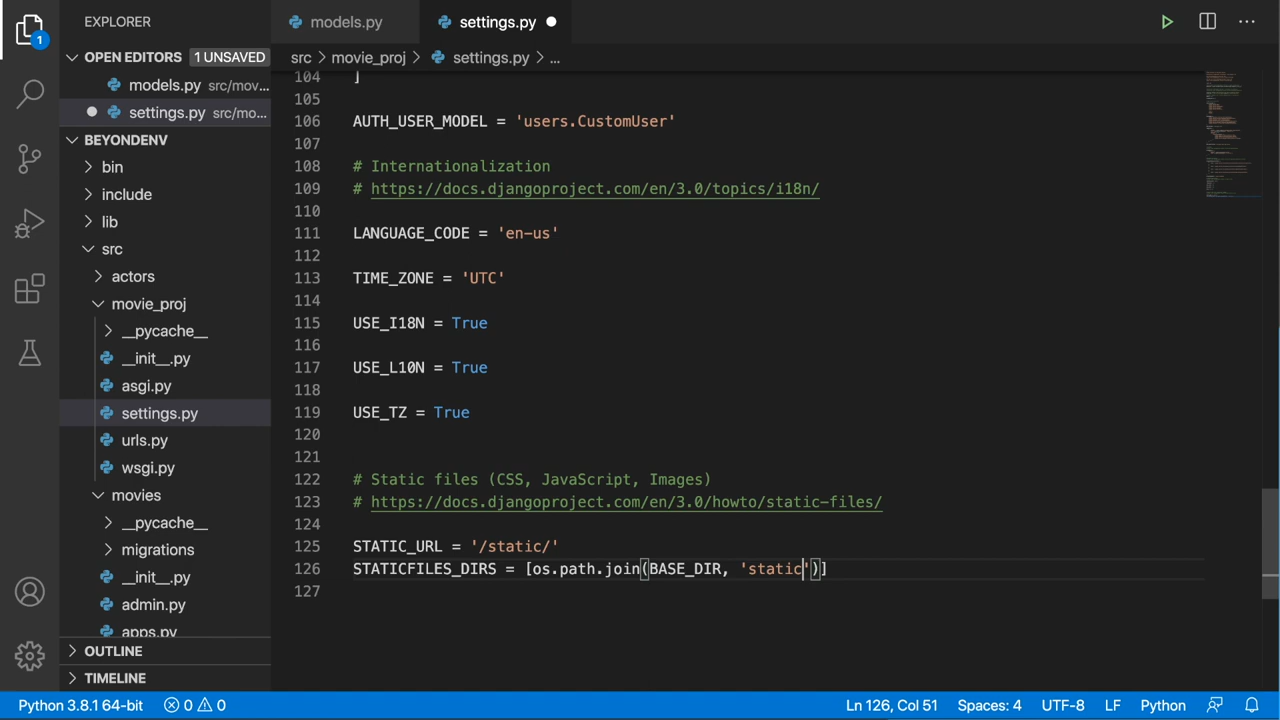 EXPLORER
models.py
settings.py
OPEN EDITORS 1 UNSAVED
src > movie_proj > settings.py > ...
models.py src/mov...
settings.py src/mo...
1
BEYONDENV
bin
include
lib
src
actors
movie_proj
__pycache__
__init__.py
asgi.py
settings.py
urls.py
wsgi.py
movies
__pycache__
migrations
__init__.py
admin.py
apps.py
OUTLINE
TIMELINE
104 ]
105
106 AUTH_USER_MODEL = 'users.CustomUser'
107
108 # Internationalization
109 # https://docs.djangoproject.com/en/3.0/topics/i18n/
110
111 LANGUAGE_CODE = 'en-us'
112
113 TIME_ZONE = 'UTC'
114
115 USE_I18N = True
116
117 USE_L10N = True
118
119 USE_TZ = True
120
121
122 # Static files (CSS, JavaScript, Images)
123 # https://docs.djangoproject.com/en/3.0/howto/static-files/
124
125 STATIC_URL = '/static/'
126 STATICFILES_DIRS = [os.path.join(BASE_DIR, 'static')]
127
Python 3.8.1 64-bit 0 0 Ln 126, Col 51 Spaces: 4 UTF-8 LF Python